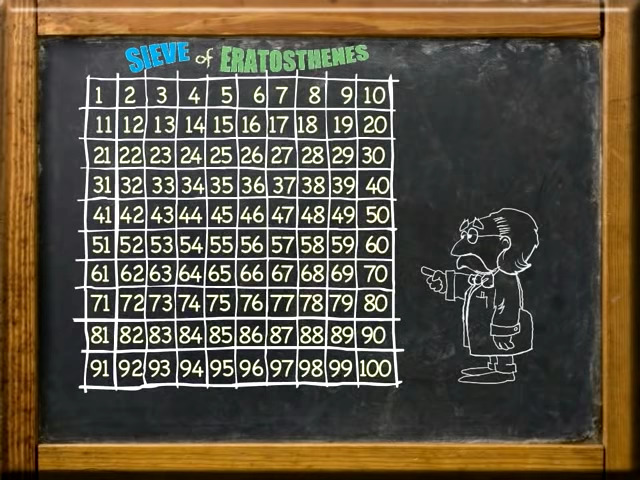 SIEVE of ERATOSTHENES
1 2 3 4 5 6 7 8 9 10
11 12 13 14 15 16 17 18 19 20
21 22 23 24 25 26 27 28 29 30
31 32 33 34 35 36 37 38 39 40
41 42 43 44 45 46 47 48 49 50
51 52 53 54 55 56 57 58 59 60
61 62 63 64 65 66 67 68 69 70
71 72 73 74 75 76 77 78 79 80
81 82 83 84 85 86 87 88 89 90
91 92 93 94 95 96 97 98 99 100